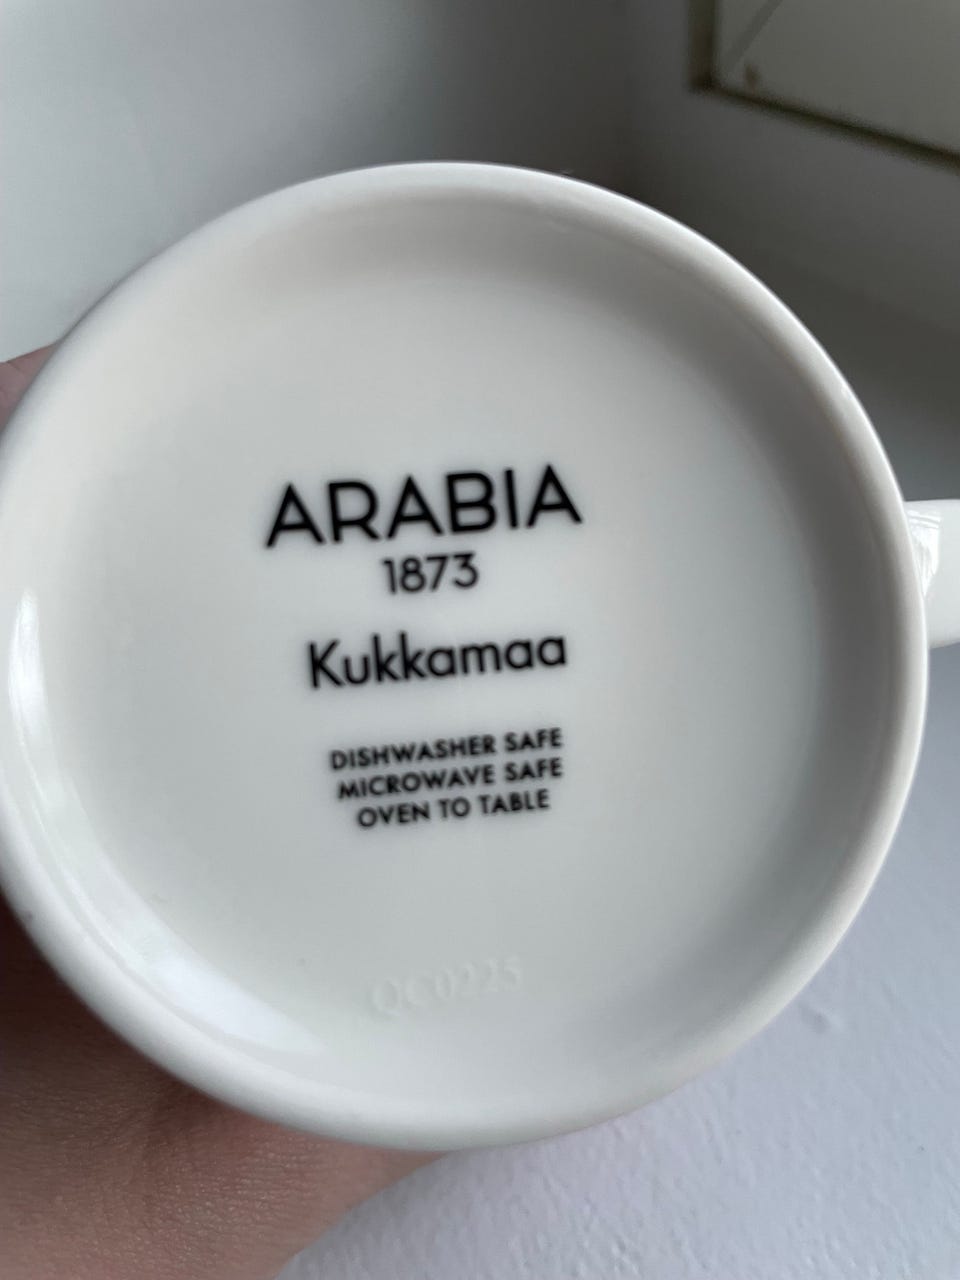 ARABIA
1873
Kukkamaa
DISHWASHER SAFE
MICROWAVE SAFE
OVEN TO TABLE
QC0225